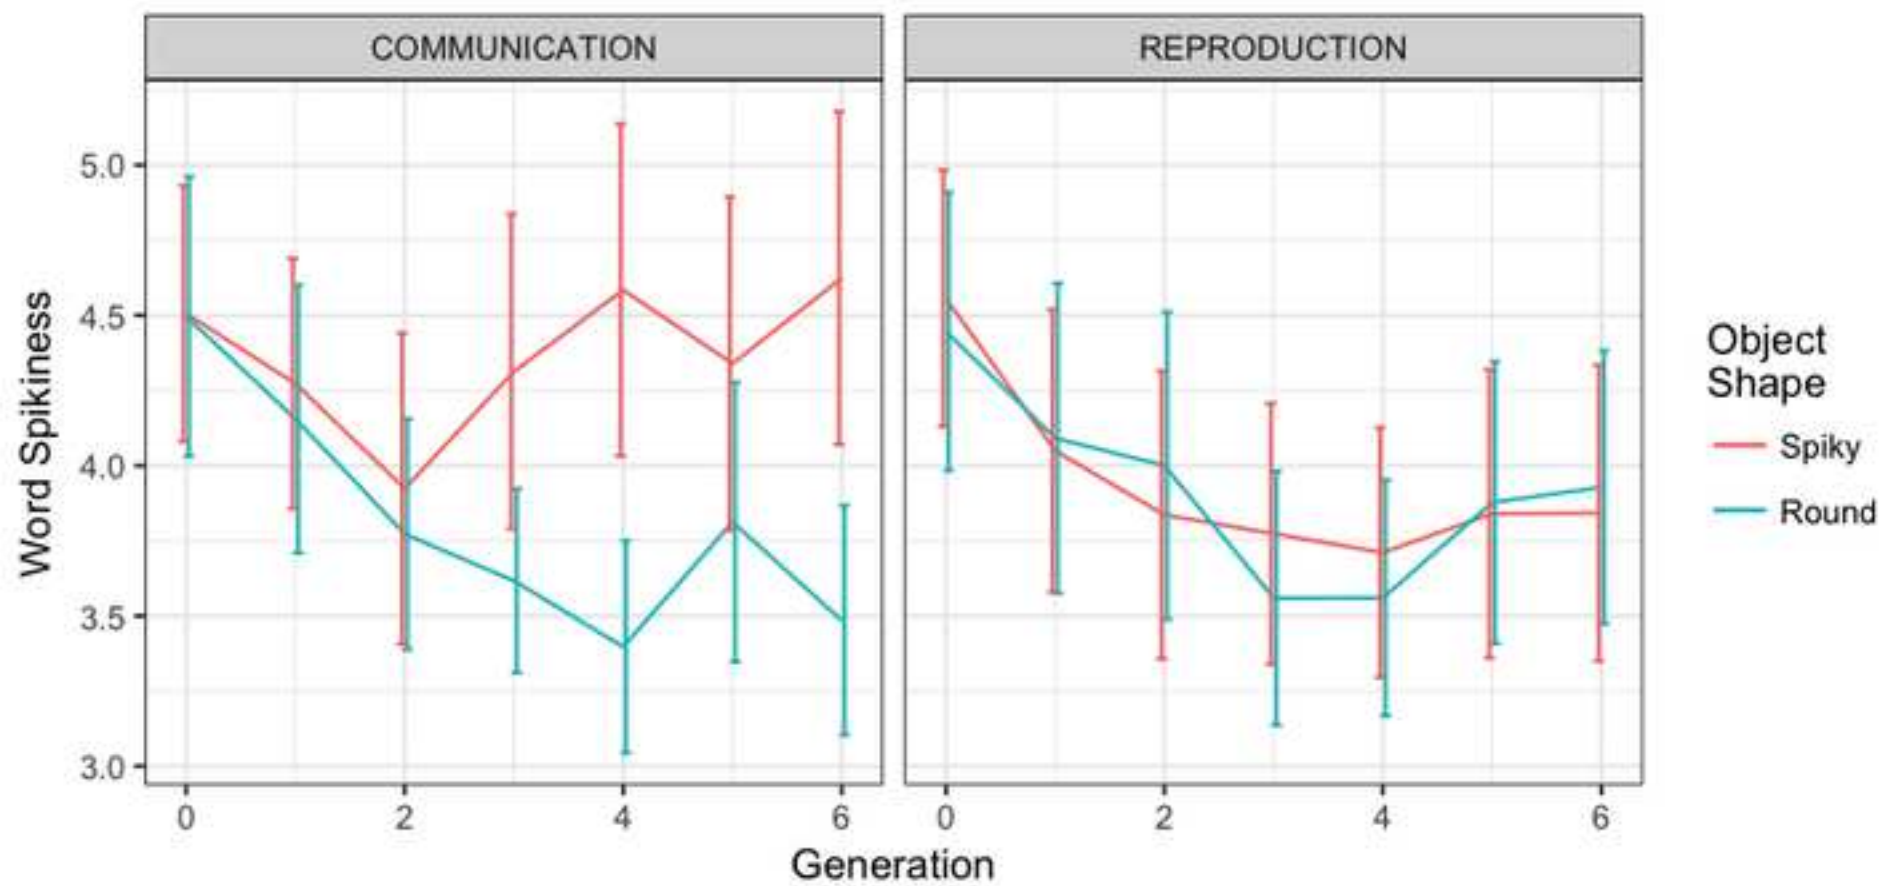 COMMUNICATION
REPRODUCTION
Word Spikiness
5.0
4.5
4.0
3.5
3.0
0 2 4 6
0 2 4 6
Generation
Object
Shape
Spiky
Round